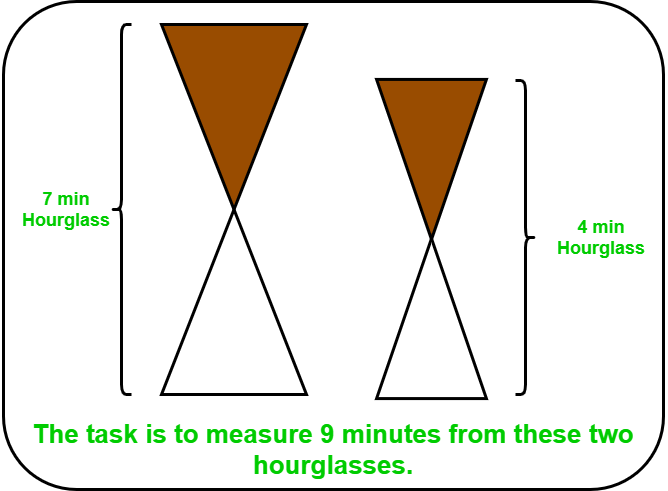 7 min
Hourglass
4 min
Hourglass
The task is to measure 9 minutes from these two
hourglasses.